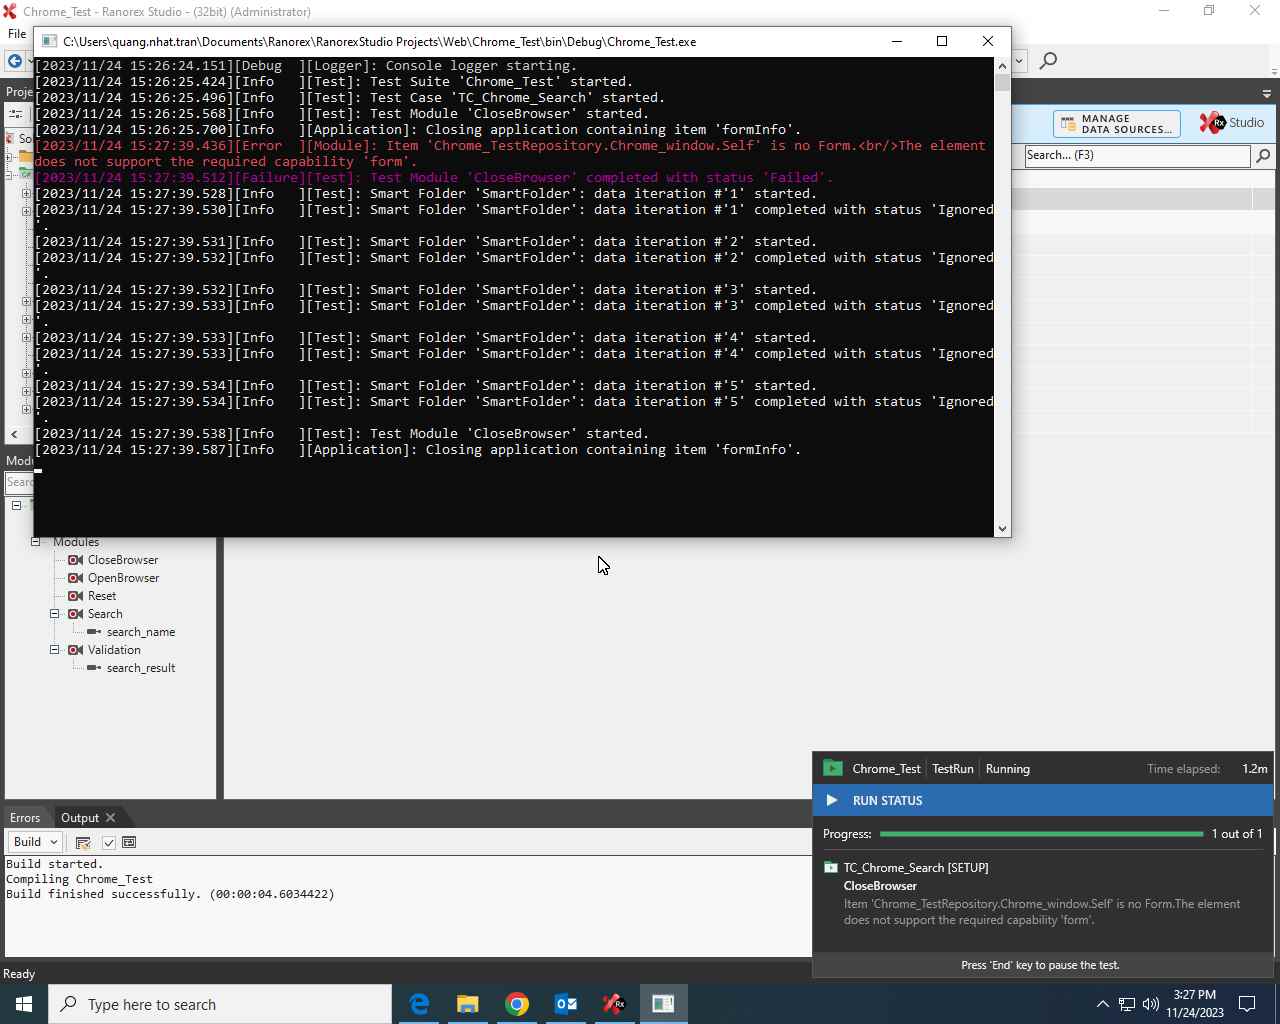 Chrome_Test - Ranorex Studio - (32bit) (Administrator)
File
C:\Users\quang.nhat.tran\Documents\Ranorex\RanorexStudio Projects\Web\Chrome_Test\bin\Debug\Chrome_Test.exe
[2023/11/24 15:26:24.151][Debug  ][Logger]: Console logger starting.
[2023/11/24 15:26:25.424][Info   ][Test]: Test Suite 'Chrome_Test' started.
[2023/11/24 15:26:25.496][Info   ][Test]: Test Case 'TC_Chrome_Search' started.
[2023/11/24 15:26:25.568][Info   ][Test]: Test Module 'CloseBrowser' started.
[2023/11/24 15:26:25.700][Info   ][Application]: Closing application containing item 'formInfo'.
[2023/11/24 15:27:39.436][Error  ][Module]: Item 'Chrome_TestRepository.Chrome_window.Self' is no Form.<br/>The element
does not support the required capability 'form'.
[2023/11/24 15:27:39.512][Failure][Test]: Test Module 'CloseBrowser' completed with status 'Failed'.
[2023/11/24 15:27:39.528][Info   ][Test]: Smart Folder 'SmartFolder': data iteration #'1' started.
[2023/11/24 15:27:39.530][Info   ][Test]: Smart Folder 'SmartFolder': data iteration #'1' completed with status 'Ignored
'.
[2023/11/24 15:27:39.531][Info   ][Test]: Smart Folder 'SmartFolder': data iteration #'2' started.
[2023/11/24 15:27:39.532][Info   ][Test]: Smart Folder 'SmartFolder': data iteration #'2' completed with status 'Ignored
'.
[2023/11/24 15:27:39.532][Info   ][Test]: Smart Folder 'SmartFolder': data iteration #'3' started.
[2023/11/24 15:27:39.533][Info   ][Test]: Smart Folder 'SmartFolder': data iteration #'3' completed with status 'Ignored
'.
[2023/11/24 15:27:39.533][Info   ][Test]: Smart Folder 'SmartFolder': data iteration #'4' started.
[2023/11/24 15:27:39.533][Info   ][Test]: Smart Folder 'SmartFolder': data iteration #'4' completed with status 'Ignored
'.
[2023/11/24 15:27:39.534][Info   ][Test]: Smart Folder 'SmartFolder': data iteration #'5' started.
[2023/11/24 15:27:39.534][Info   ][Test]: Smart Folder 'SmartFolder': data iteration #'5' completed with status 'Ignored
'.
[2023/11/24 15:27:39.538][Info   ][Test]: Test Module 'CloseBrowser' started.
[2023/11/24 15:27:39.587][Info   ][Application]: Closing application containing item 'formInfo'.
Proje
So
MANAGE
DATA SOURCES...
Rx Studio
Search... (F3)
Modu
Searc
Modules
CloseBrowser
OpenBrowser
Reset
Search
search_name
Validation
search_result
Errors
Output
Build
Build started.
Compiling Chrome_Test
Build finished successfully. (00:00:04.6034422)
Ready
Chrome_Test TestRun Running Time elapsed: 1.2m
RUN STATUS
Progress: 1 out of 1
TC_Chrome_Search [SETUP]
CloseBrowser
Item 'Chrome_TestRepository.Chrome_window.Self' is no Form.The element
does not support the required capability 'form'.
Press 'End' key to pause the test.
Type here to search
Rx
3:27 PM
11/24/2023